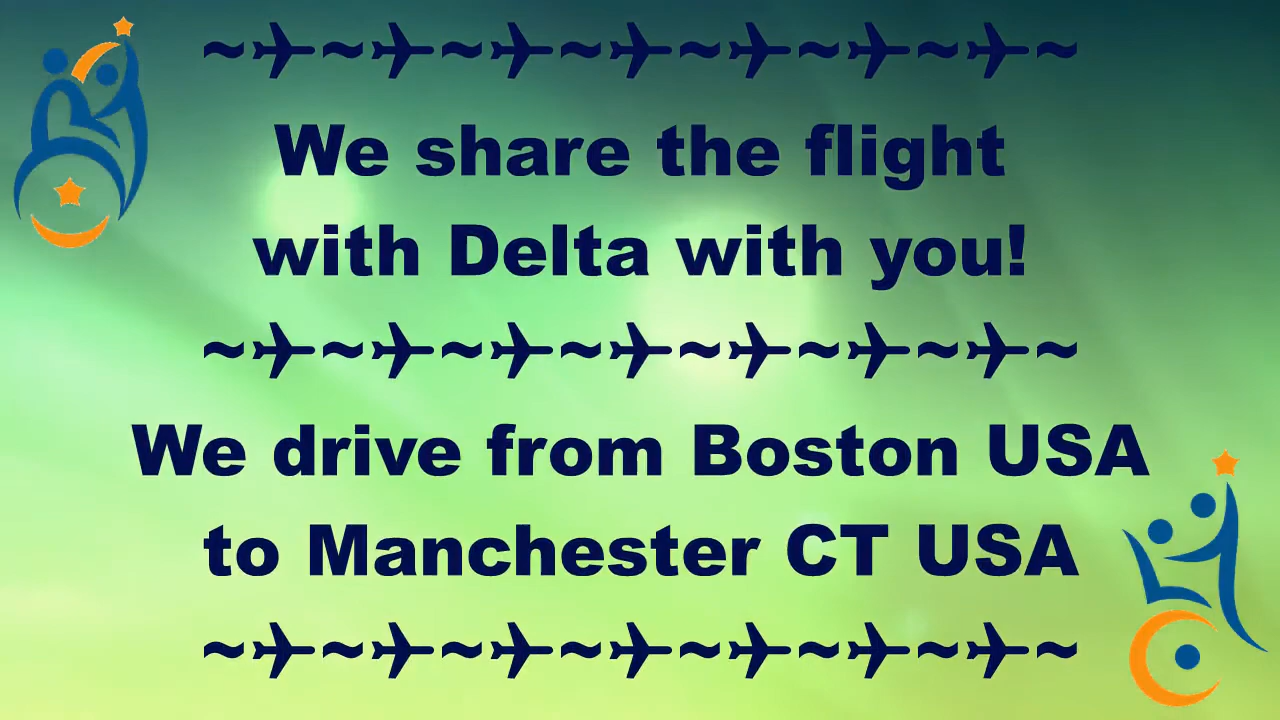 ~✈~✈~✈~✈~✈~✈~✈~
We share the flight
with Delta with you!
~✈~✈~✈~✈~✈~✈~✈~
We drive from Boston USA
to Manchester CT USA
~✈~✈~✈~✈~✈~✈~✈~